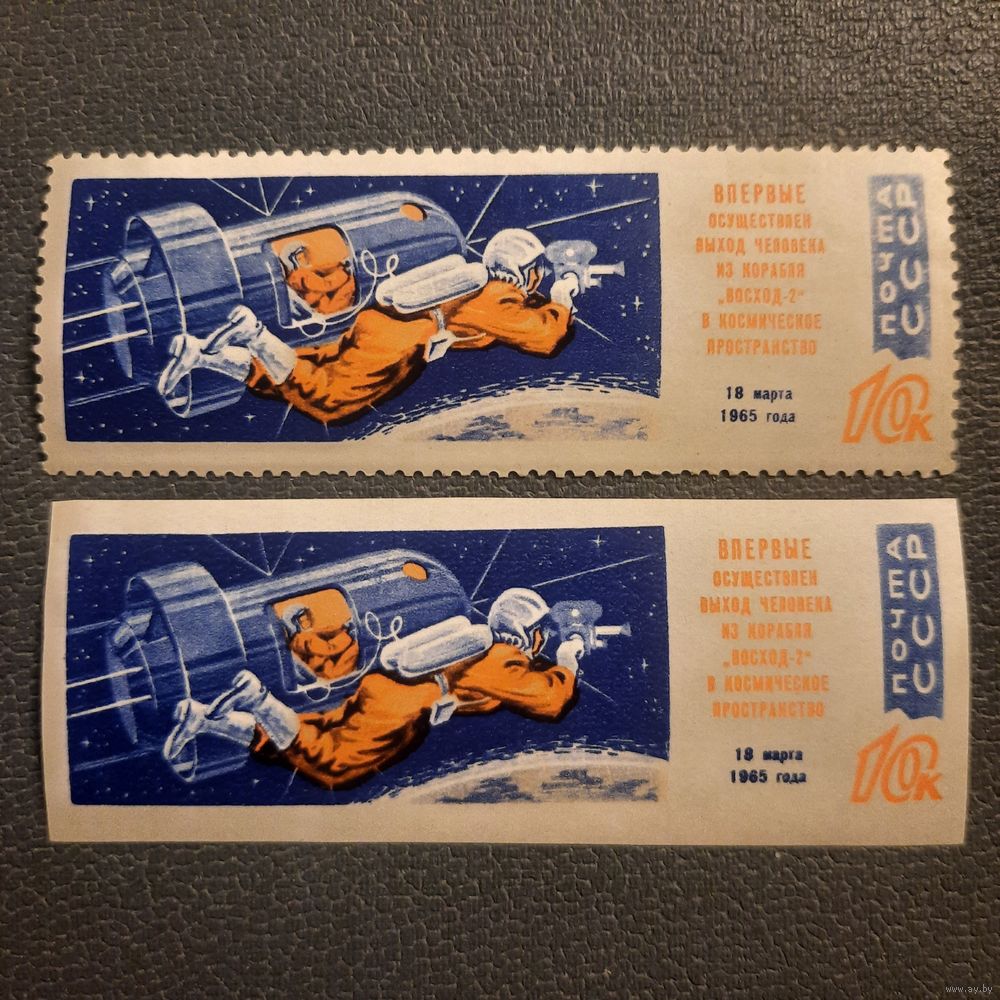 ВПЕРВЫЕ
ОСУЩЕСТВЛЕН
ВЫХОД ЧЕЛОВЕКА
ИЗ КОРАБЛЯ
„ВОСХОД-2“
В КОСМИЧЕСКОЕ
ПРОСТРАНСТВО
18 марта
1965 года
ПОЧТА
СССР
10К
ВПЕРВЫЕ
ОСУЩЕСТВЛЕН
ВЫХОД ЧЕЛОВЕКА
ИЗ КОРАБЛЯ
„ВОСХОД-2“
В КОСМИЧЕСКОЕ
ПРОСТРАНСТВО
18 марта
1965 года
ПОЧТА
СССР
10К
www.ay.by